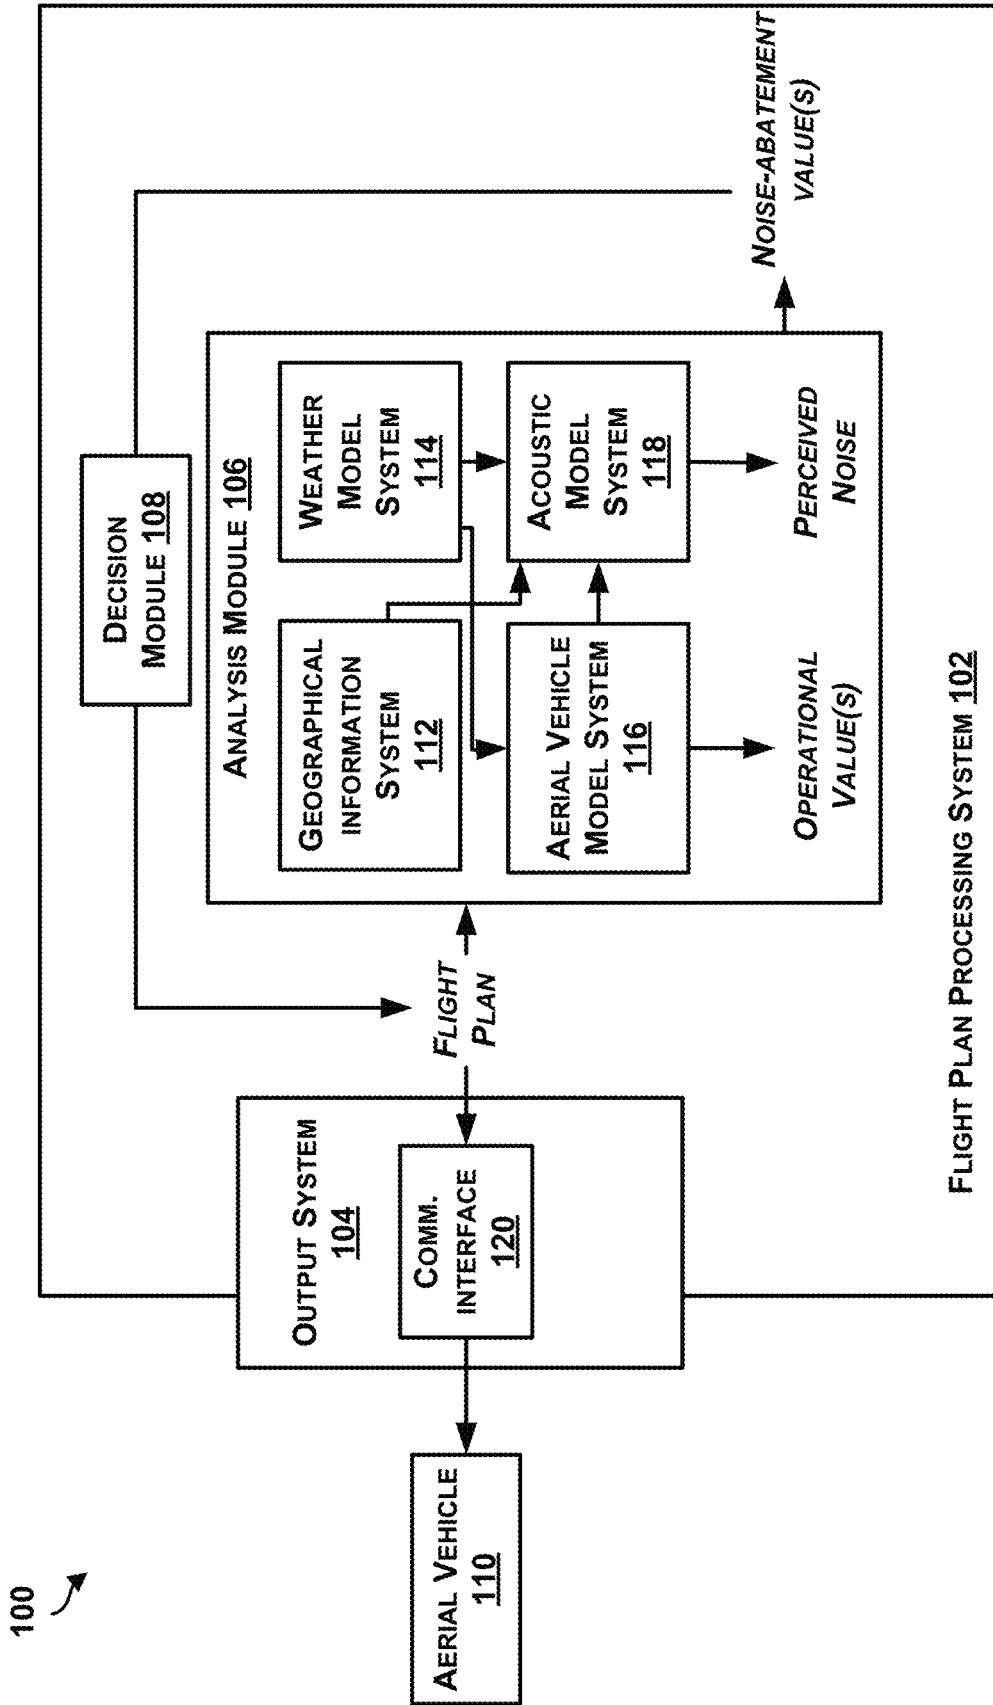 100
AERIAL VEHICLE
110
OUTPUT SYSTEM
104
COMM.
INTERFACE
120
FLIGHT
PLAN
DECISION
MODULE 108
ANALYSIS MODULE 106
GEOGRAPHICAL
INFORMATION
SYSTEM
112
WEATHER
MODEL
SYSTEM
114
AERIAL VEHICLE
MODEL SYSTEM
116
ACOUSTIC
MODEL
SYSTEM
118
OPERATIONAL
VALUE(S)
PERCEIVED
NOISE
NOISE-ABATEMENT
VALUE(S)
FLIGHT PLAN PROCESSING SYSTEM 102